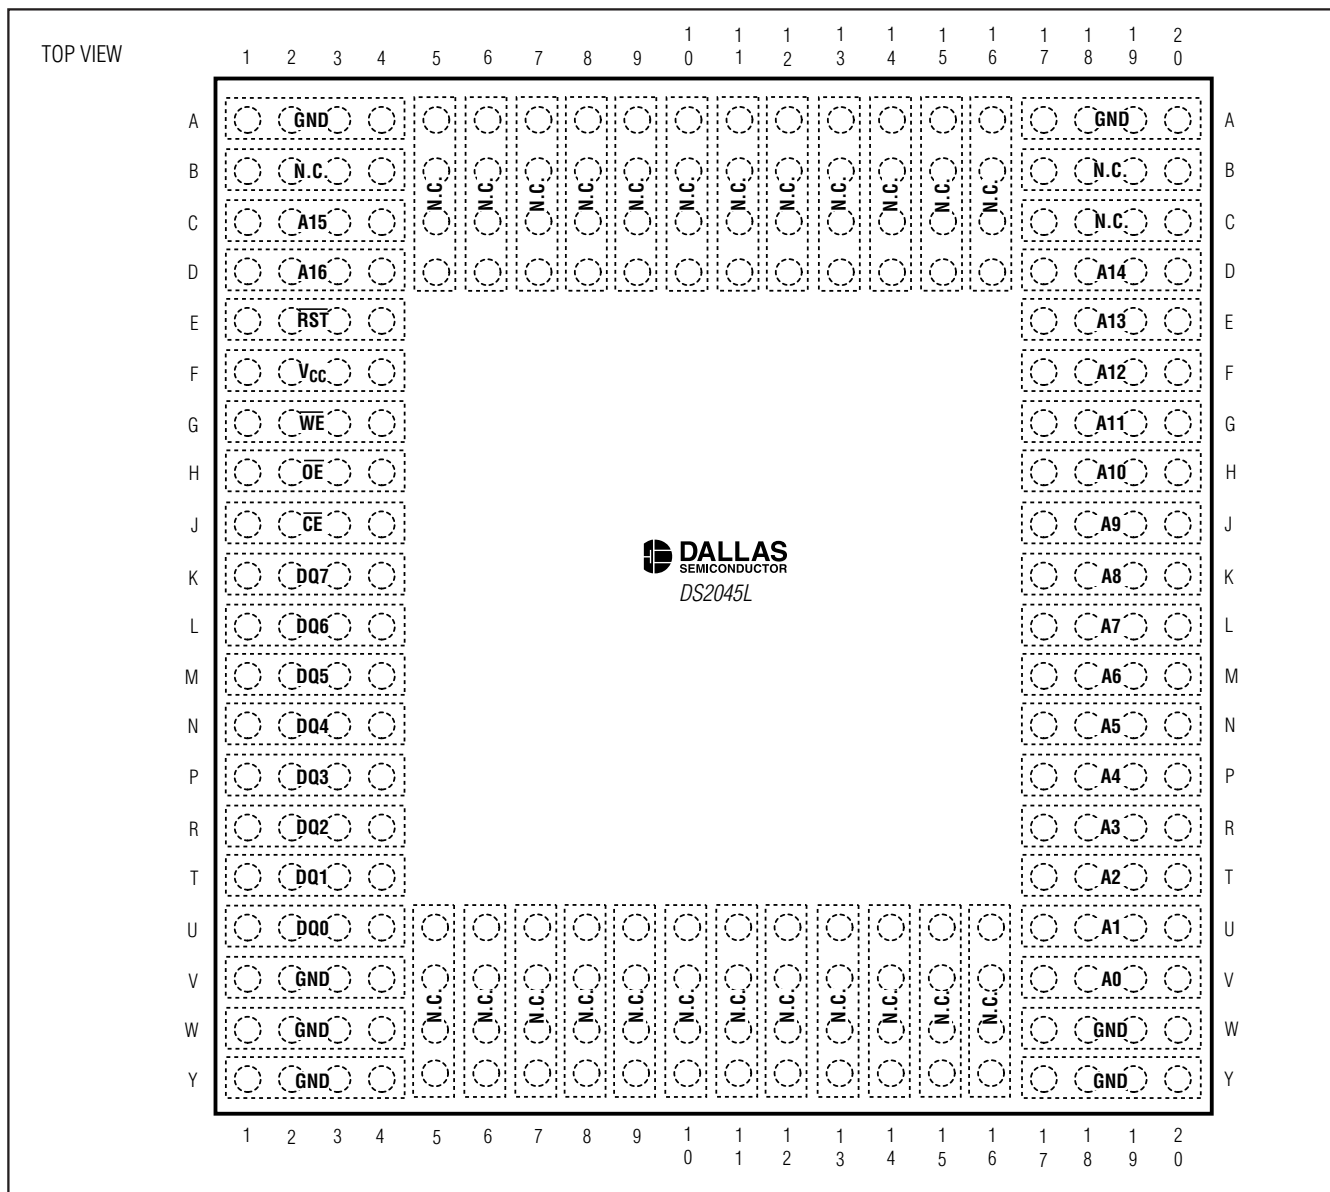 TOP VIEW
1 2 3 4 5 6 7 8 9 10 11 12 13 14 15 16 17 18 19 20
A GND GND A
B N.C. N.C. B
N.C. N.C. N.C. N.C. N.C. N.C. N.C. N.C. N.C. N.C. N.C. N.C.
C A15 N.C. C
D A16 A14 D
E RST A13 E
F VCC A12 F
G WE A11 G
H OE A10 H
J CE A9 J
DALLAS
SEMICONDUCTOR
K DQ7 A8 K
DS2045L
L DQ6 A7 L
M DQ5 A6 M
N DQ4 A5 N
P DQ3 A4 P
R DQ2 A3 R
T DQ1 A2 T
U DQ0 A1 U
V GND A0 V
N.C. N.C. N.C. N.C. N.C. N.C. N.C. N.C. N.C. N.C. N.C. N.C.
W GND GND W
Y GND GND Y
1 2 3 4 5 6 7 8 9 10 11 12 13 14 15 16 17 18 19 20